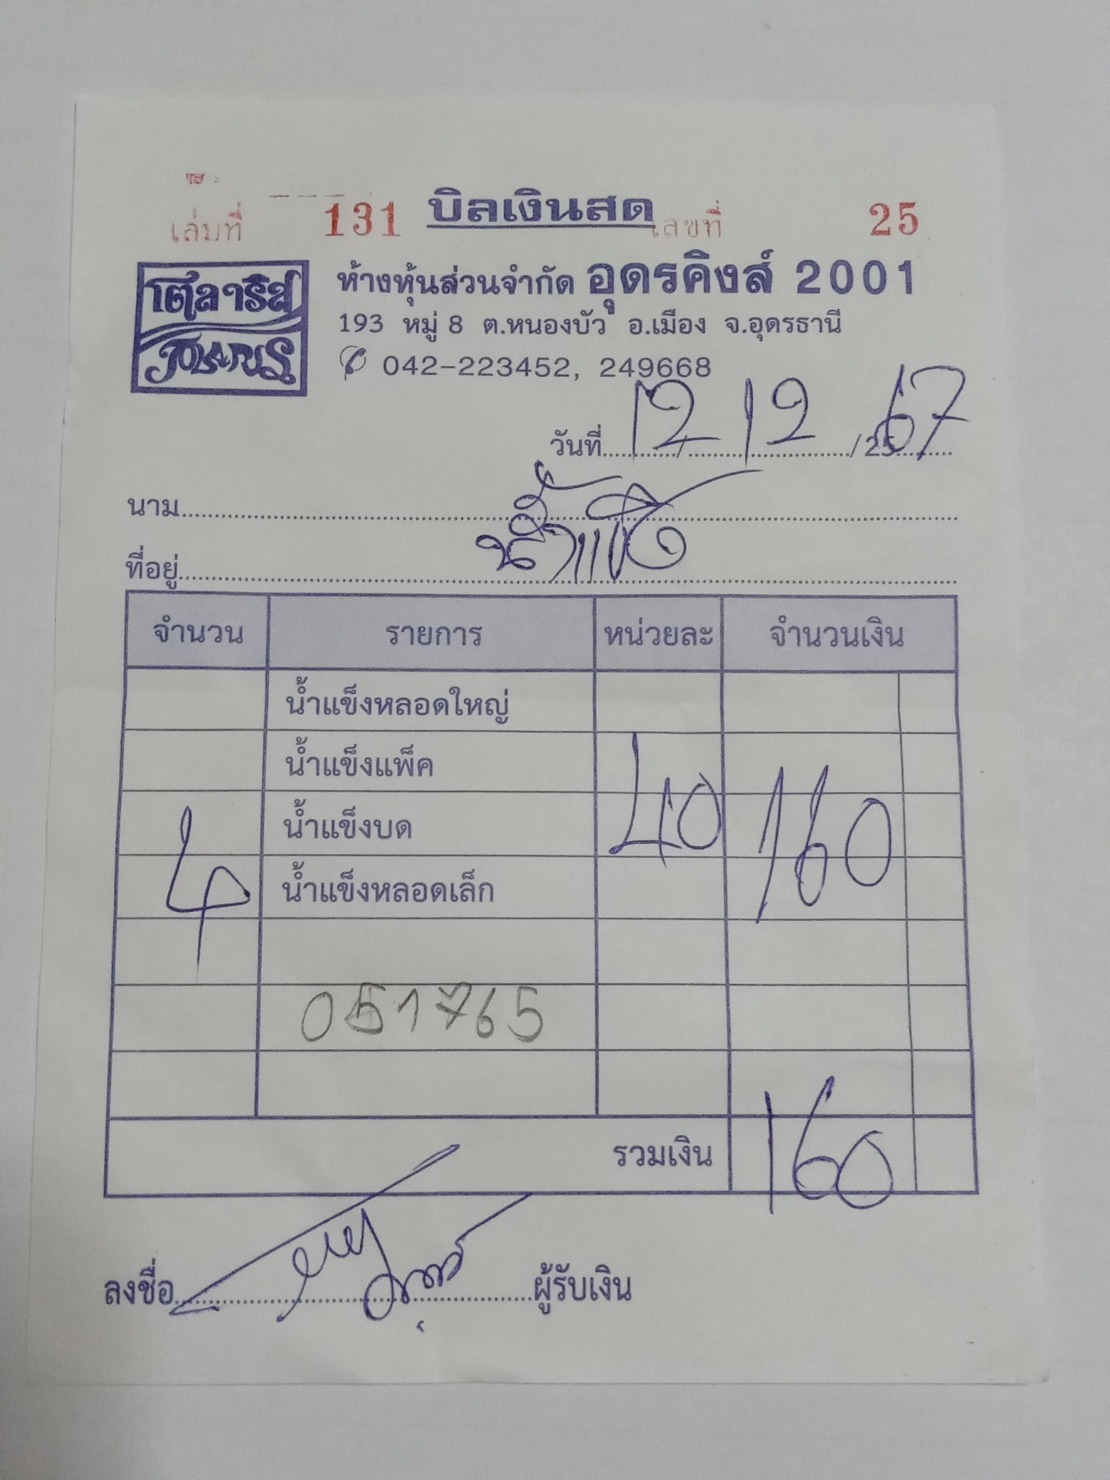 บิลเงินสด
เล่มที่ 131 เลขที่ 25
โตลาริส
POLARIS
ห้างหุ้นส่วนจำกัด อุดรคิงส์ 2001
193 หมู่ 8 ต.หนองบัว อ.เมือง จ.อุดรธานี
042-223452, 249668
วันที่ 12 / 12 / 2567
นาม
น้ำแข็ง
ที่อยู่
จำนวน รายการ หน่วยละ จำนวนเงิน
น้ำแข็งหลอดใหญ่
น้ำแข็งแพ็ค
น้ำแข็งบด 40 160
4 น้ำแข็งหลอดเล็ก
051765
รวมเงิน 160
ลงชื่อ ผู้รับเงิน